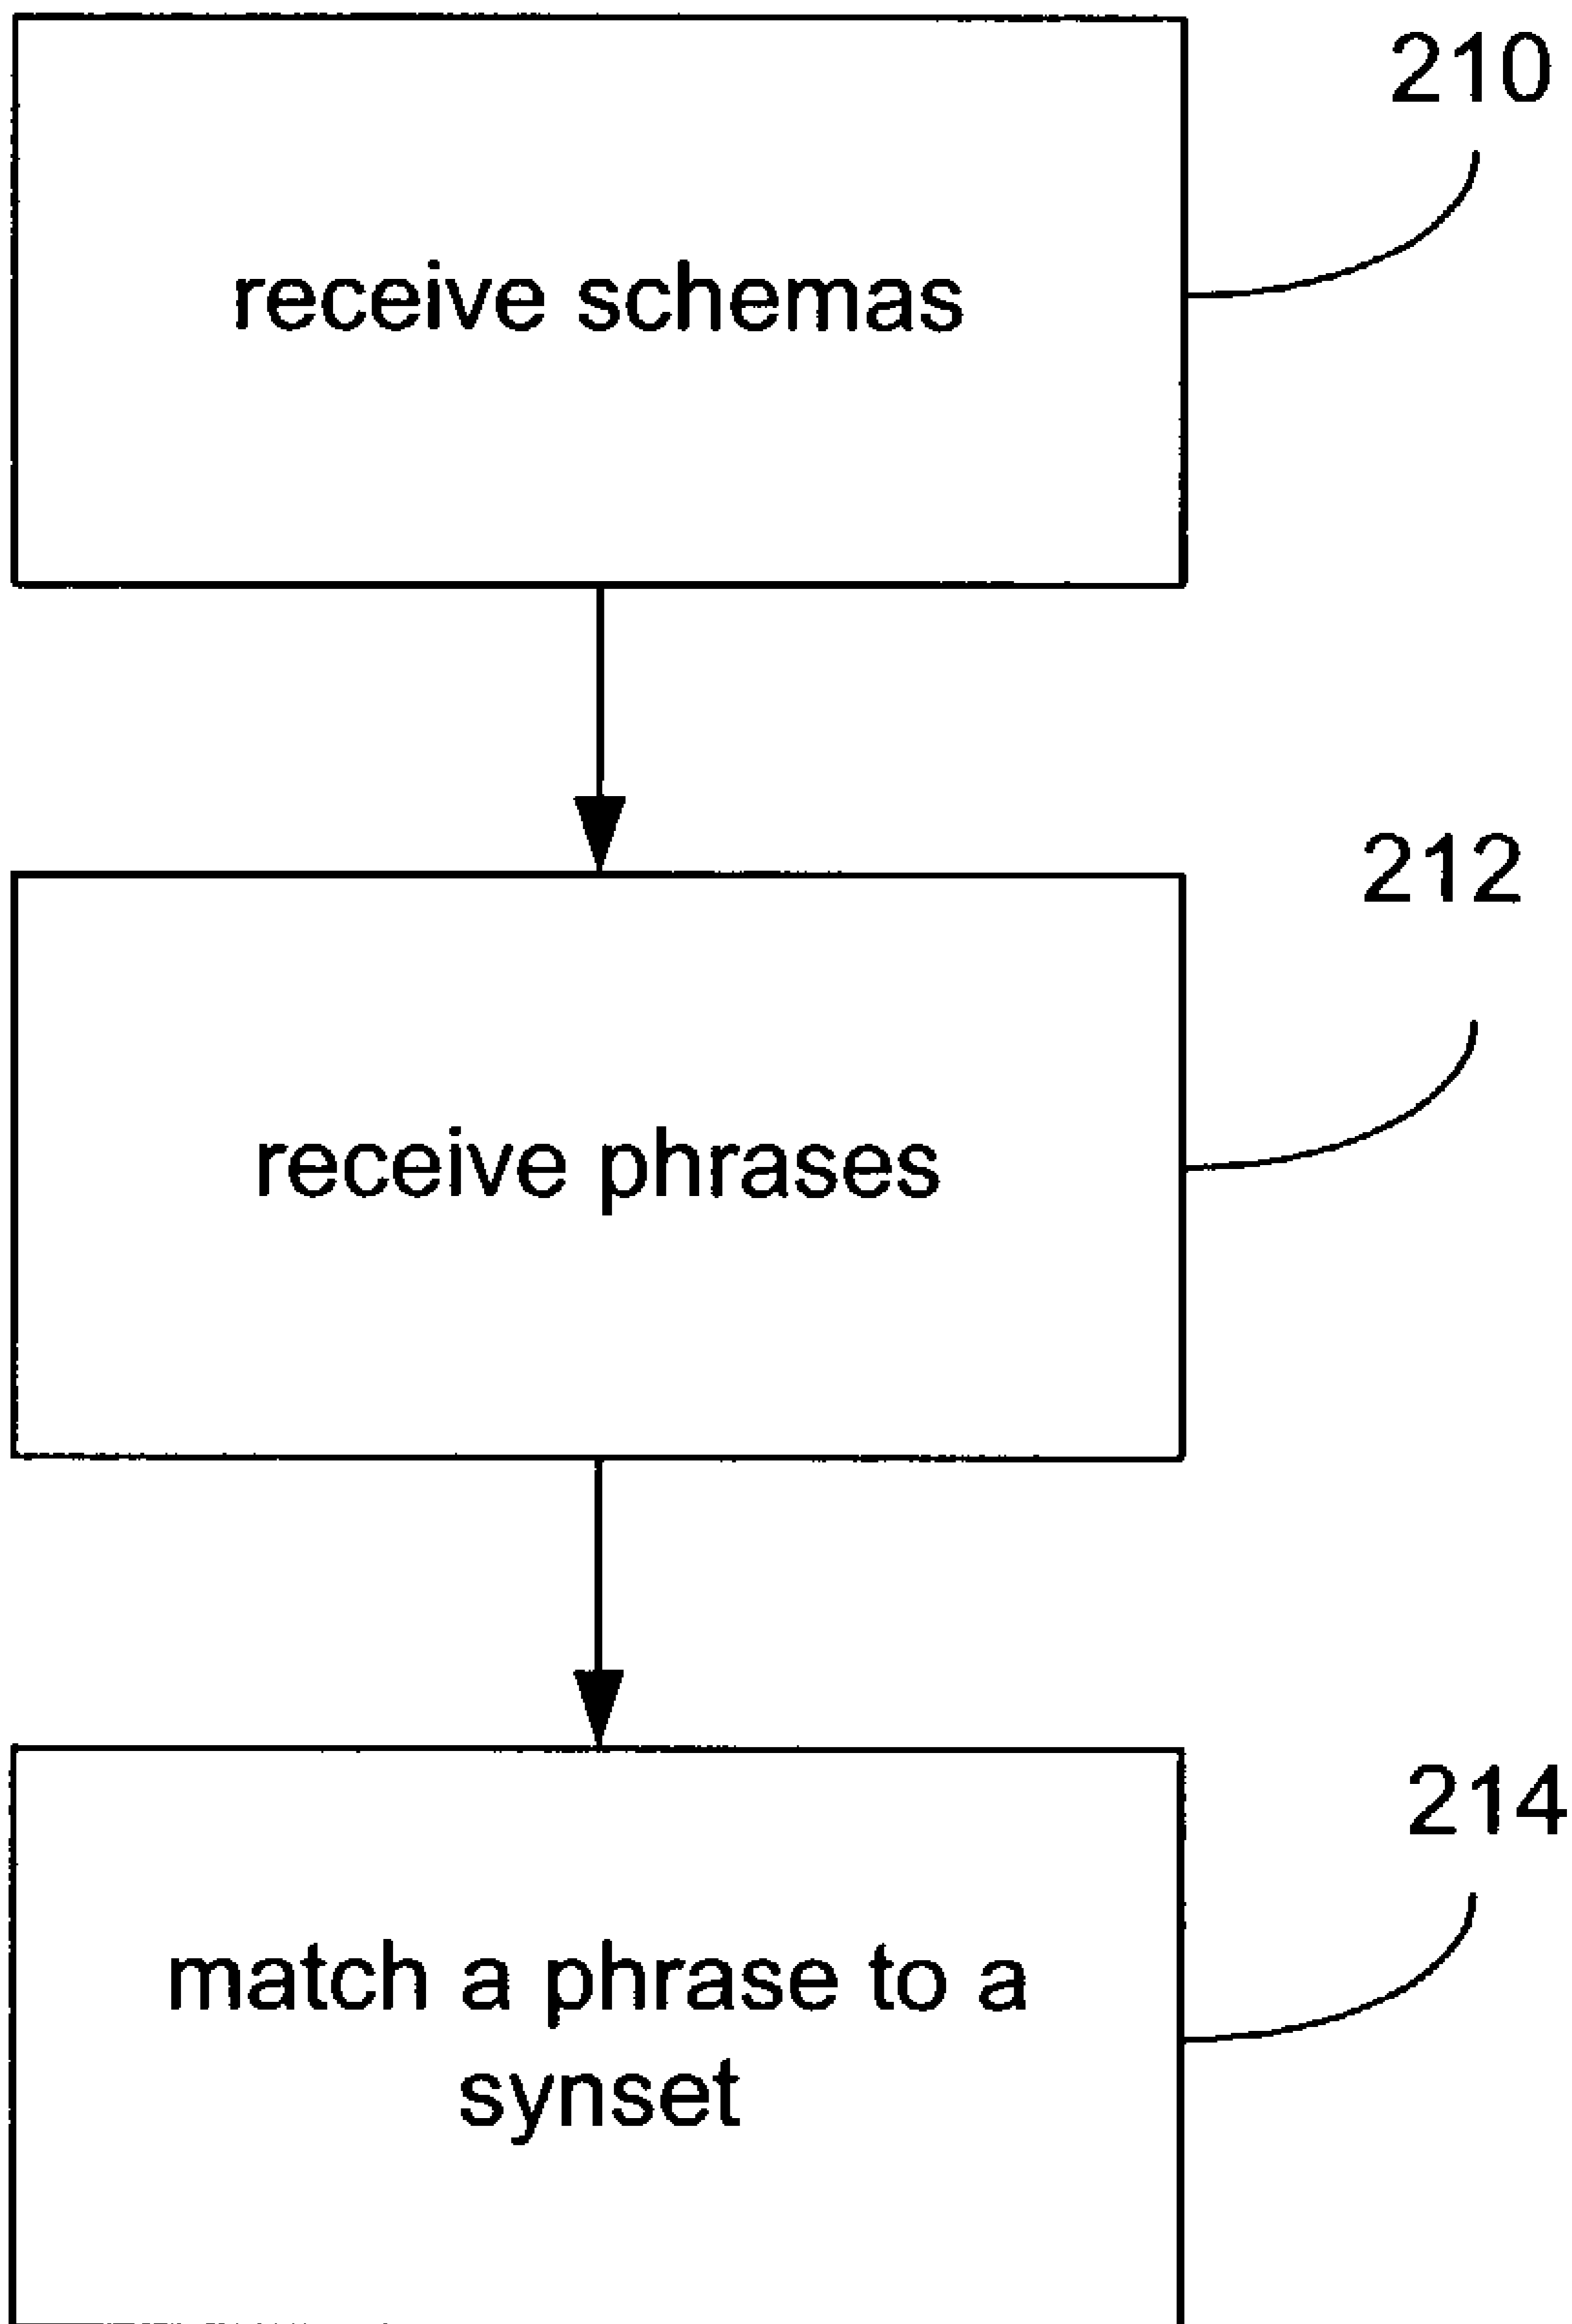 210
receive schemas
212
receive phrases
214
match a phrase to a
synset